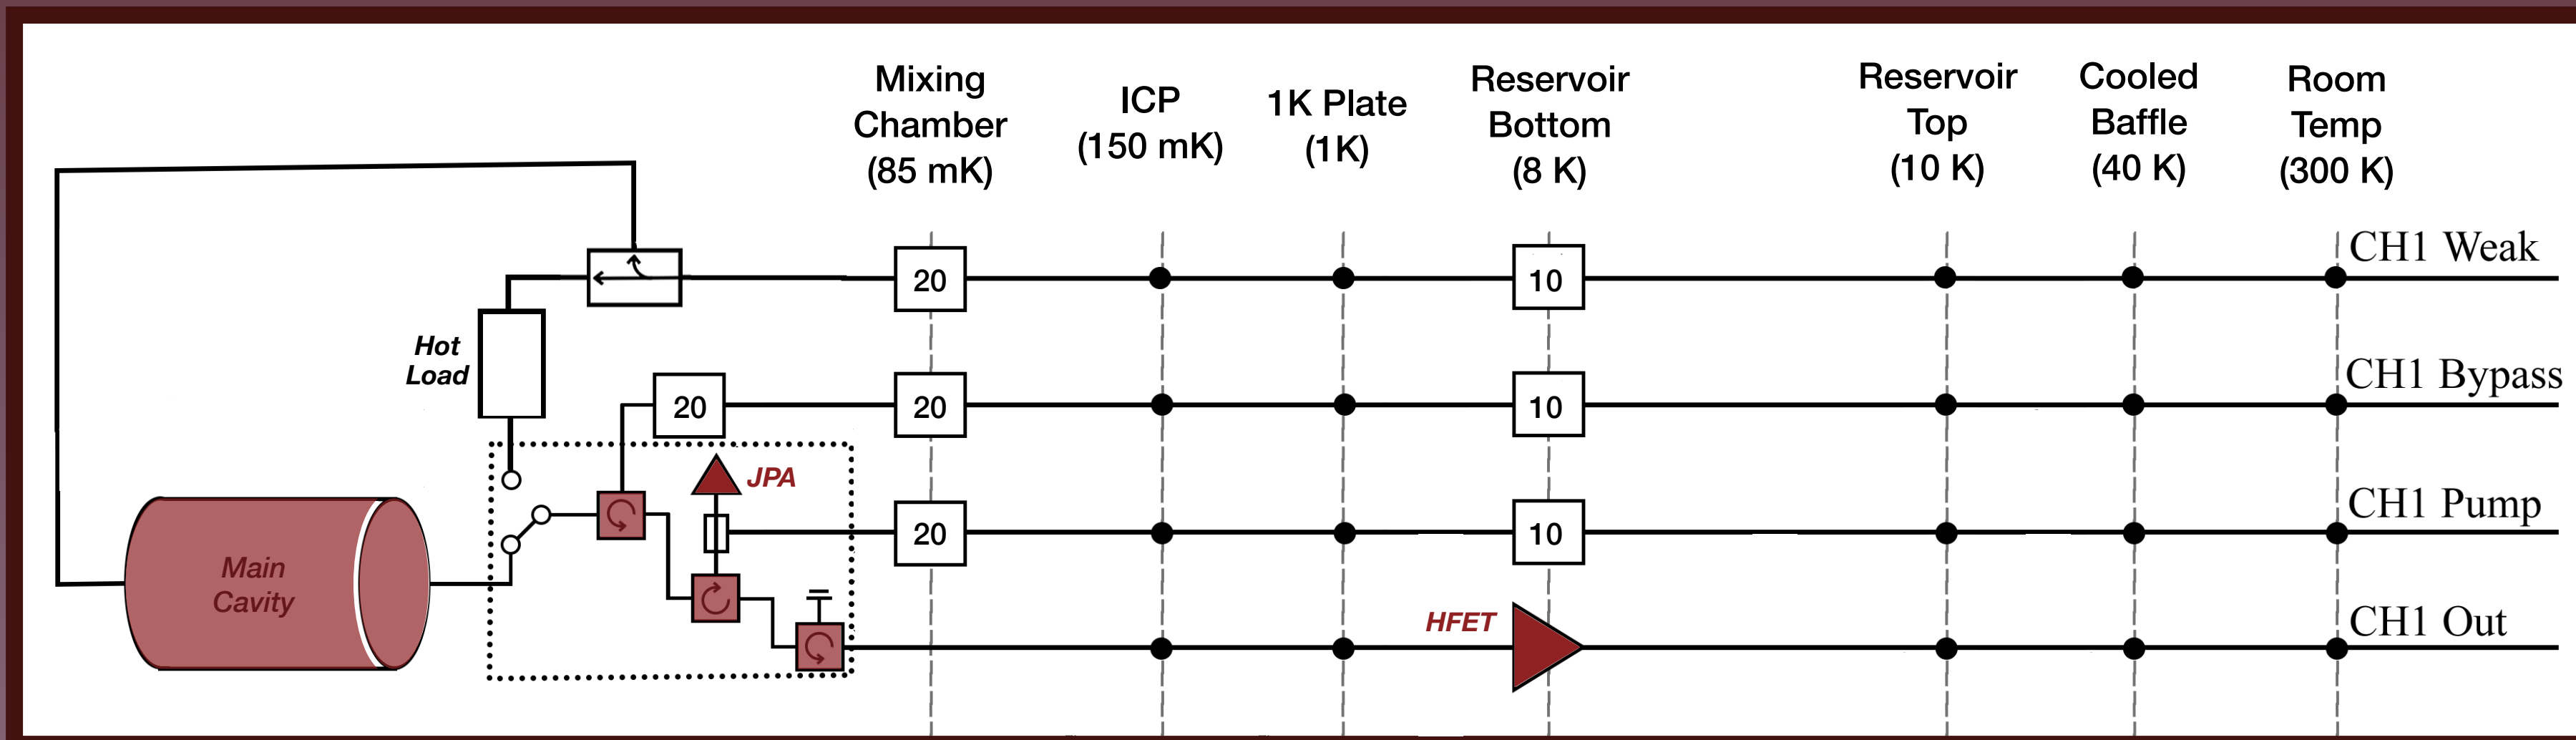 Mixing
Chamber
(85 mK)
ICP
(150 mK)
1K Plate
(1K)
Reservoir
Bottom
(8 K)
Reservoir
Top
(10 K)
Cooled
Baffle
(40 K)
Room
Temp
(300 K)
20
10
CH1 Weak
Hot
Load
20
20
10
CH1 Bypass
JPA
20
10
CH1 Pump
Main
Cavity
HFET
CH1 Out